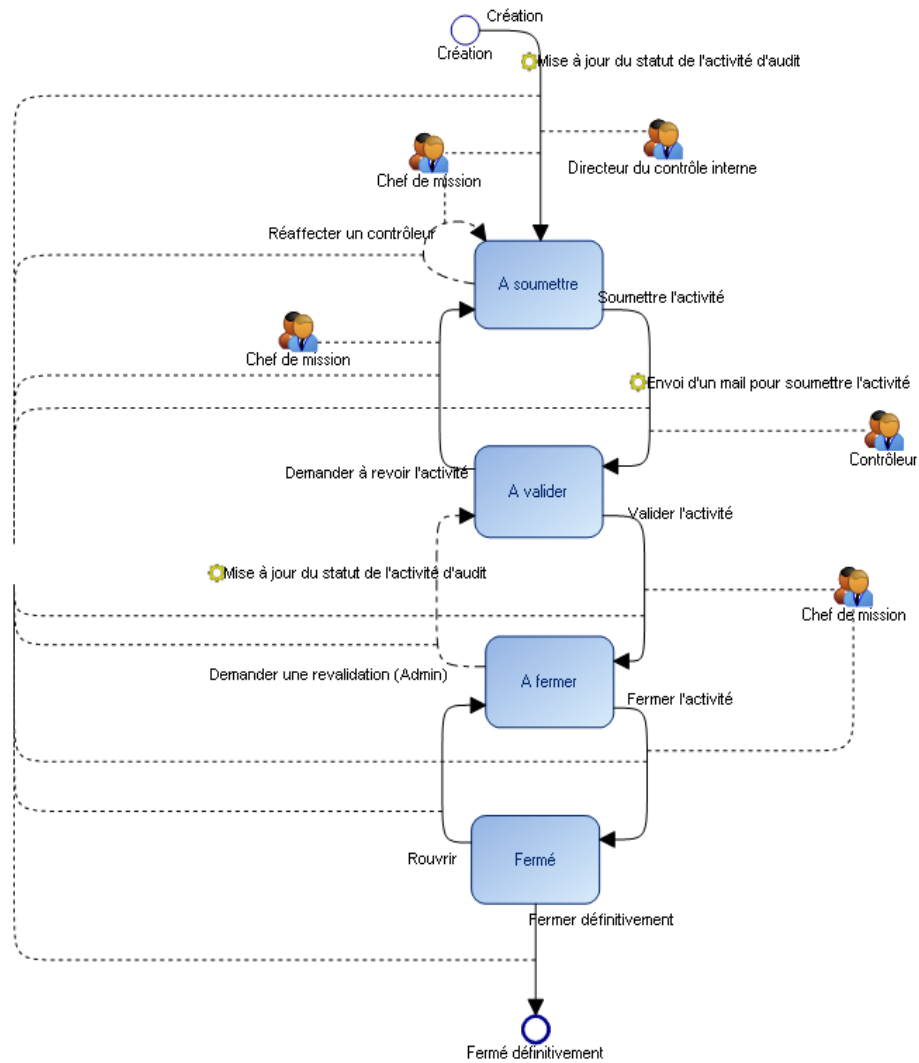 Création
Création
Mise à jour du statut de l'activité d'audit
Directeur du contrôle interne
Chef de mission
Réaffecter un contrôleur
A soumettre
Soumettre l'activité
Chef de mission
Envoi d'un mail pour soumettre l'activité
Contrôleur
Demander à revoir l'activité
A valider
Valider l'activité
Mise à jour du statut de l'activité d'audit
Chef de mission
Demander une revalidation (Admin)
A fermer
Fermer l'activité
Rouvrir
Fermé
Fermer définitivement
Fermé définitivement